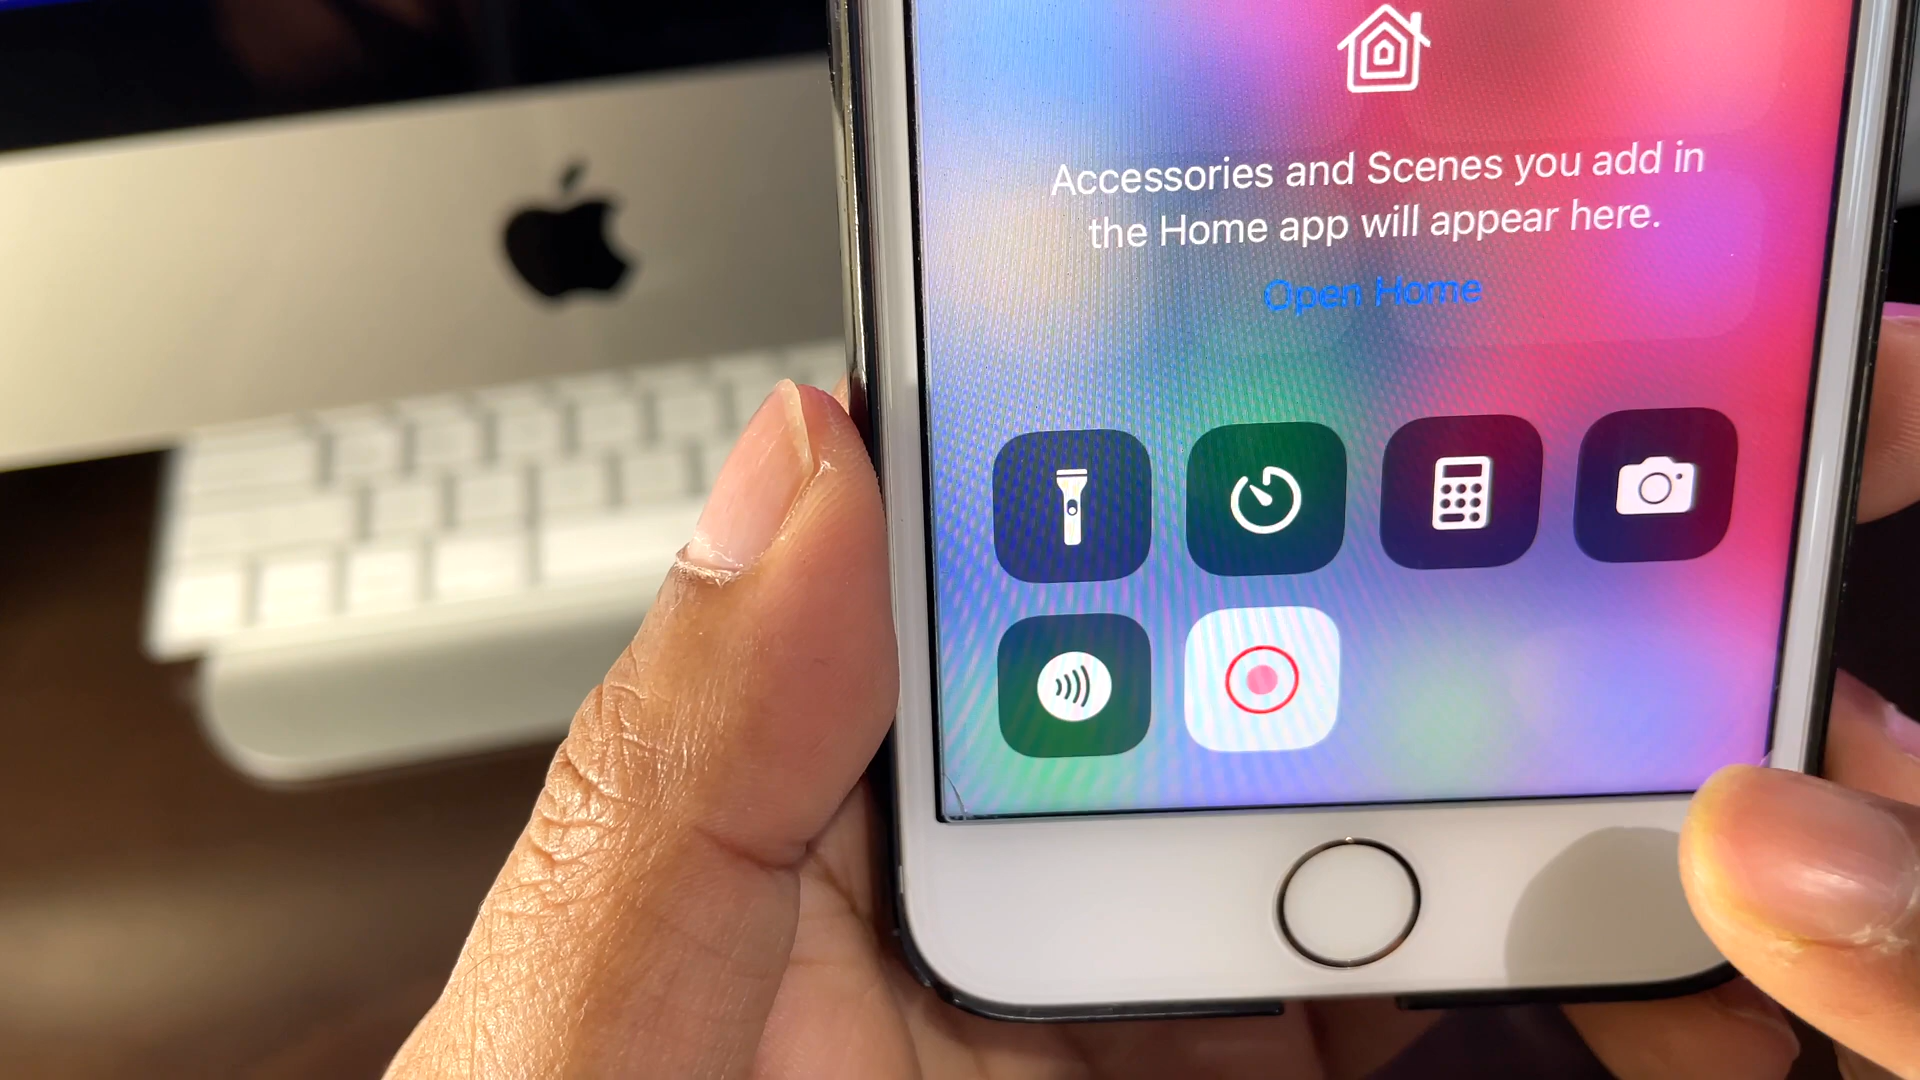 Accessories and Scenes you add in
the Home app will appear here.
Open Home